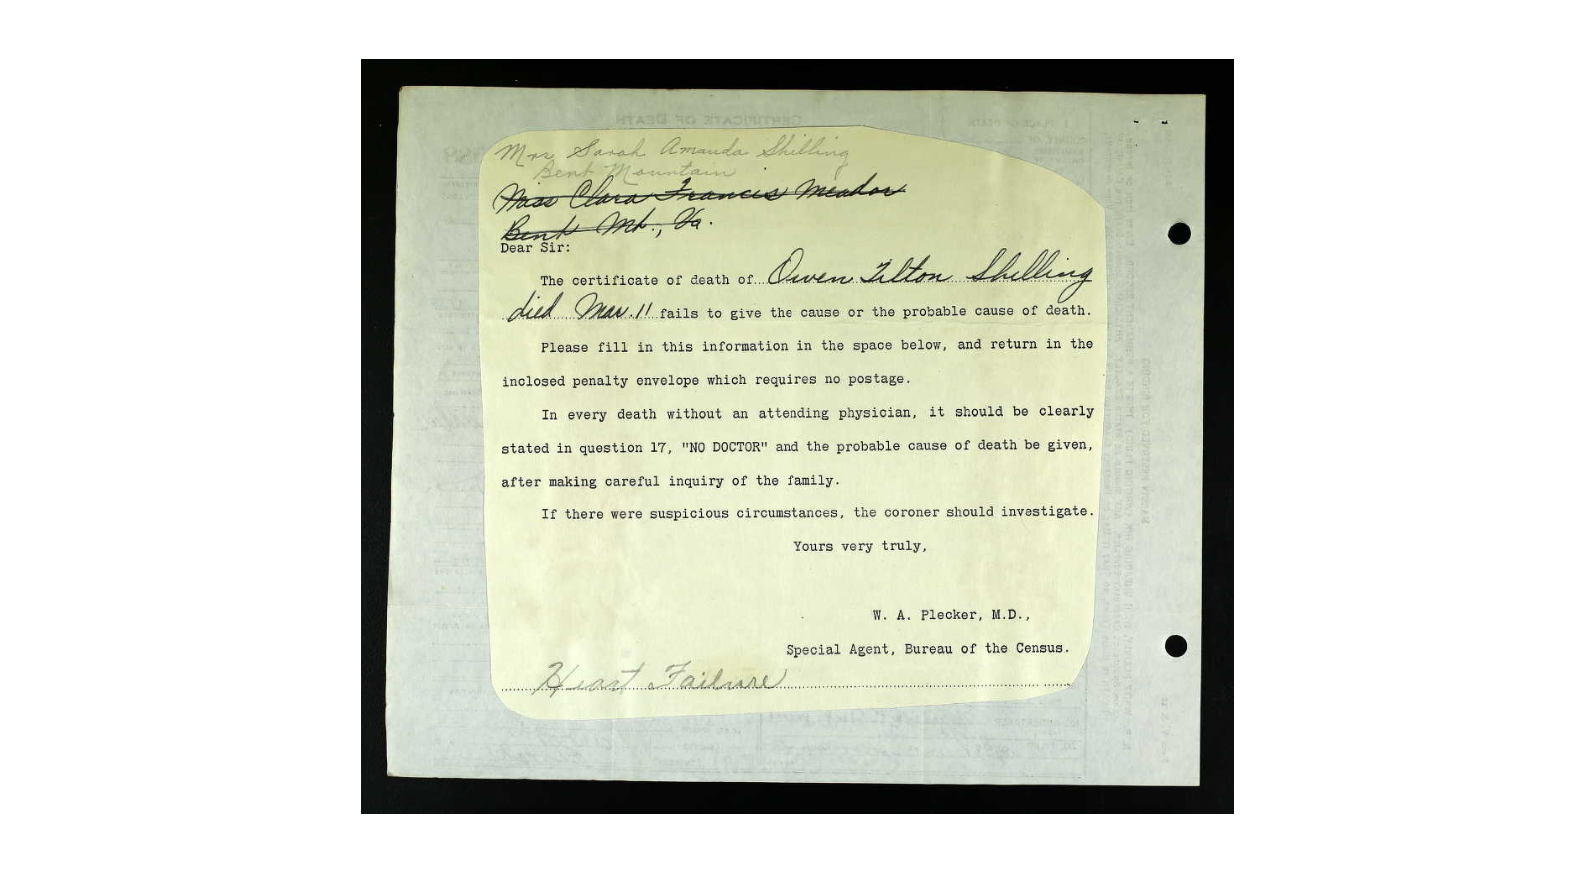 Mrs Sarah Amanda Shilling
Bent Mountain
Miss Clara Francis Meador
Bent Mt., Va.
Dear Sir:
The certificate of death of Owen Tilton Shilling
died Mar. 11 fails to give the cause or the probable cause of death.
Please fill in this information in the space below, and return in the
inclosed penalty envelope which requires no postage.
In every death without an attending physician, it should be clearly
stated in question 17, "NO DOCTOR" and the probable cause of death be given,
after making careful inquiry of the family.
If there were suspicious circumstances, the coroner should investigate.
Yours very truly,
W. A. Plecker, M.D.,
Special Agent, Bureau of the Census.
Heart Failure